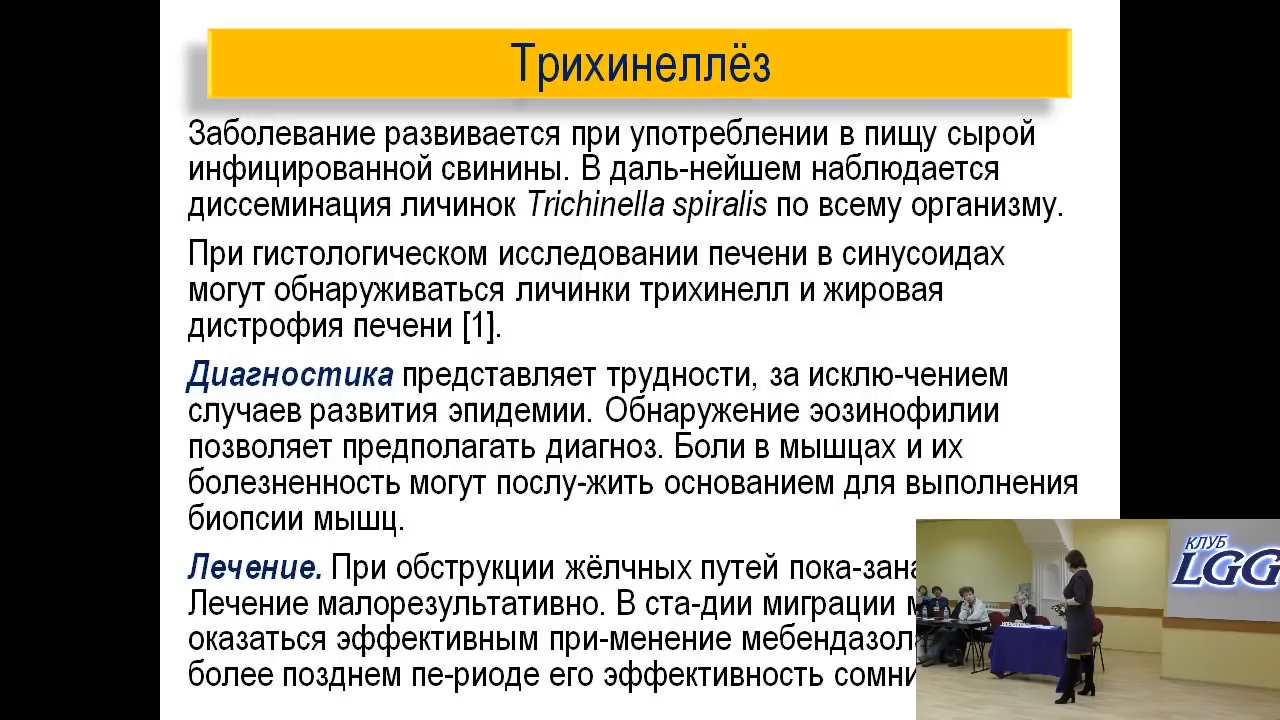 Трихинеллёз
Заболевание развивается при употреблении в пищу сырой
инфицированной свинины. В даль-нейшем наблюдается
диссеминация личинок Trichinella spiralis по всему организму.
При гистологическом исследовании печени в синусоидах
могут обнаруживаться личинки трихинелл и жировая
дистрофия печени [1].
Диагностика представляет трудности, за исклю-чением
случаев развития эпидемии. Обнаружение эозинофилии
позволяет предполагать диагноз. Боли в мышцах и их
болезненность могут послу-жить основанием для выполнения
биопсии мышц.
Лечение. При обструкции жёлчных путей пока-зана
Лечение малорезультативно. В ста-дии миграции
оказаться эффективным при-менение
более позднем пе-риоде его эффективность
КЛУБ
LGG